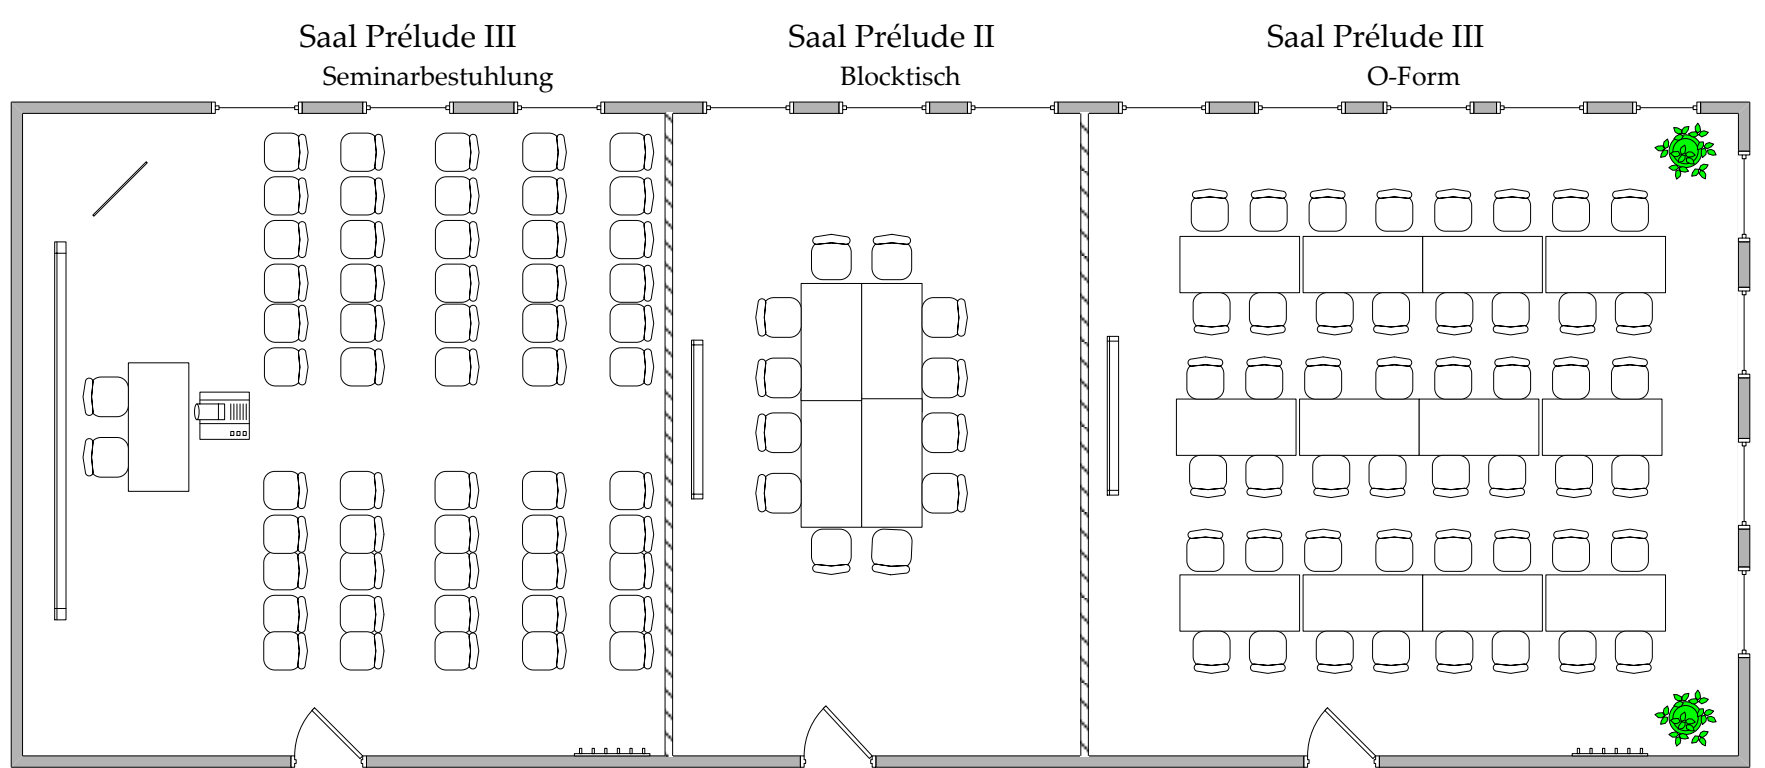 Saal Prélude III
Seminarbestuhlung
Saal Prélude II
Blocktisch
Saal Prélude III
O-Form